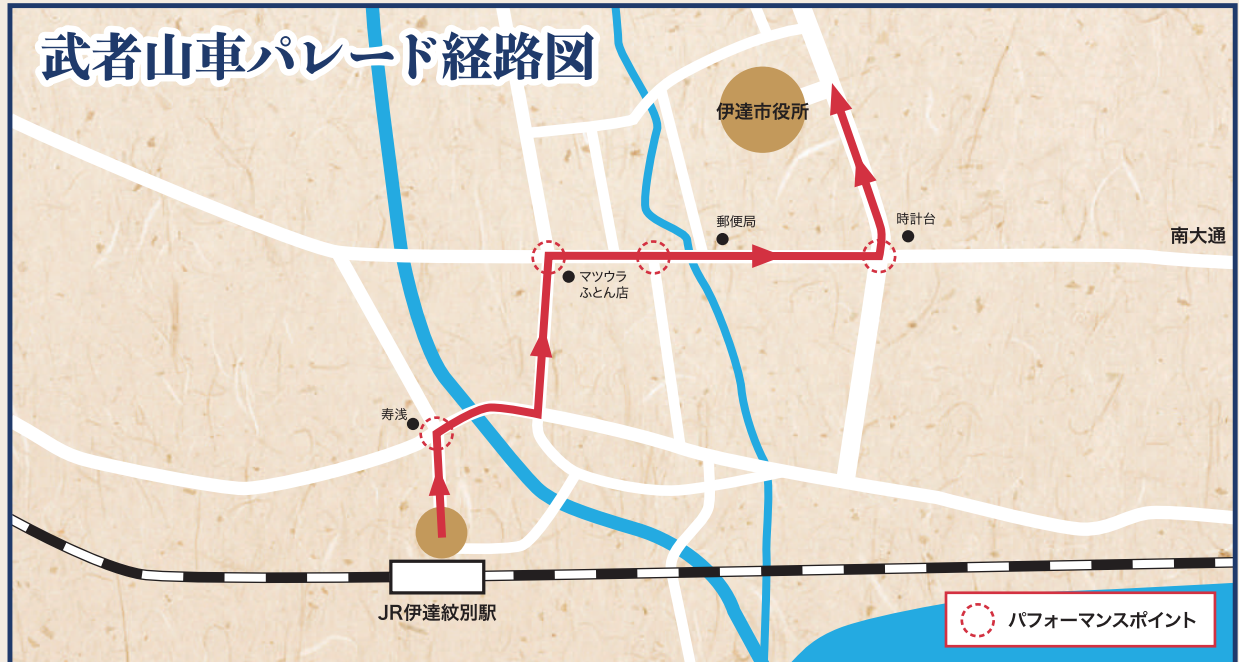 武者山車パレード経路図
伊達市役所
郵便局
時計台
南大通
マツウラ
ふとん店
寿浅
JR伊達紋別駅
パフォーマンスポイント